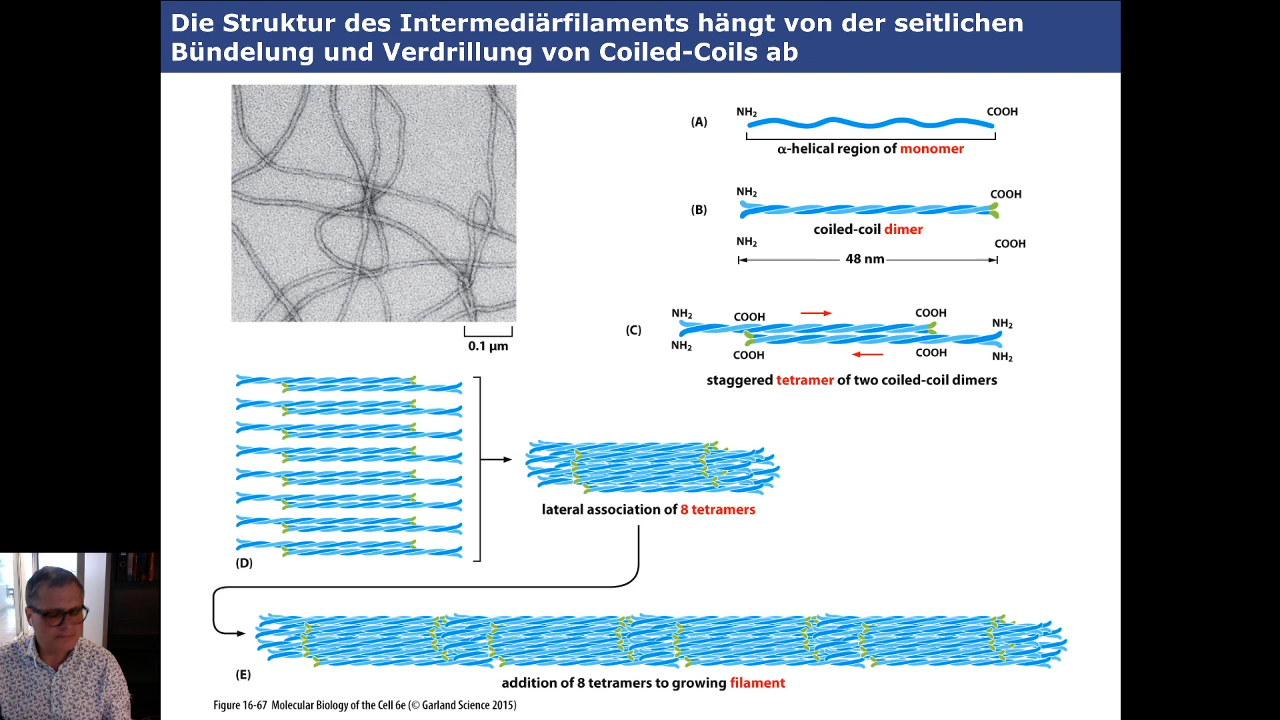 Die Struktur des Intermediärfilaments hängt von der seitlichen
Bündelung und Verdrillung von Coiled-Coils ab
0.1 µm
(A)
NH2
COOH
α-helical region of monomer
(B)
NH2
COOH
coiled-coil dimer
NH2
COOH
48 nm
(C)
NH2
COOH
COOH
NH2
NH2
COOH
COOH
NH2
staggered tetramer of two coiled-coil dimers
(D)
lateral association of 8 tetramers
(E)
addition of 8 tetramers to growing filament
Figure 16-67 Molecular Biology of the Cell 6e (© Garland Science 2015)